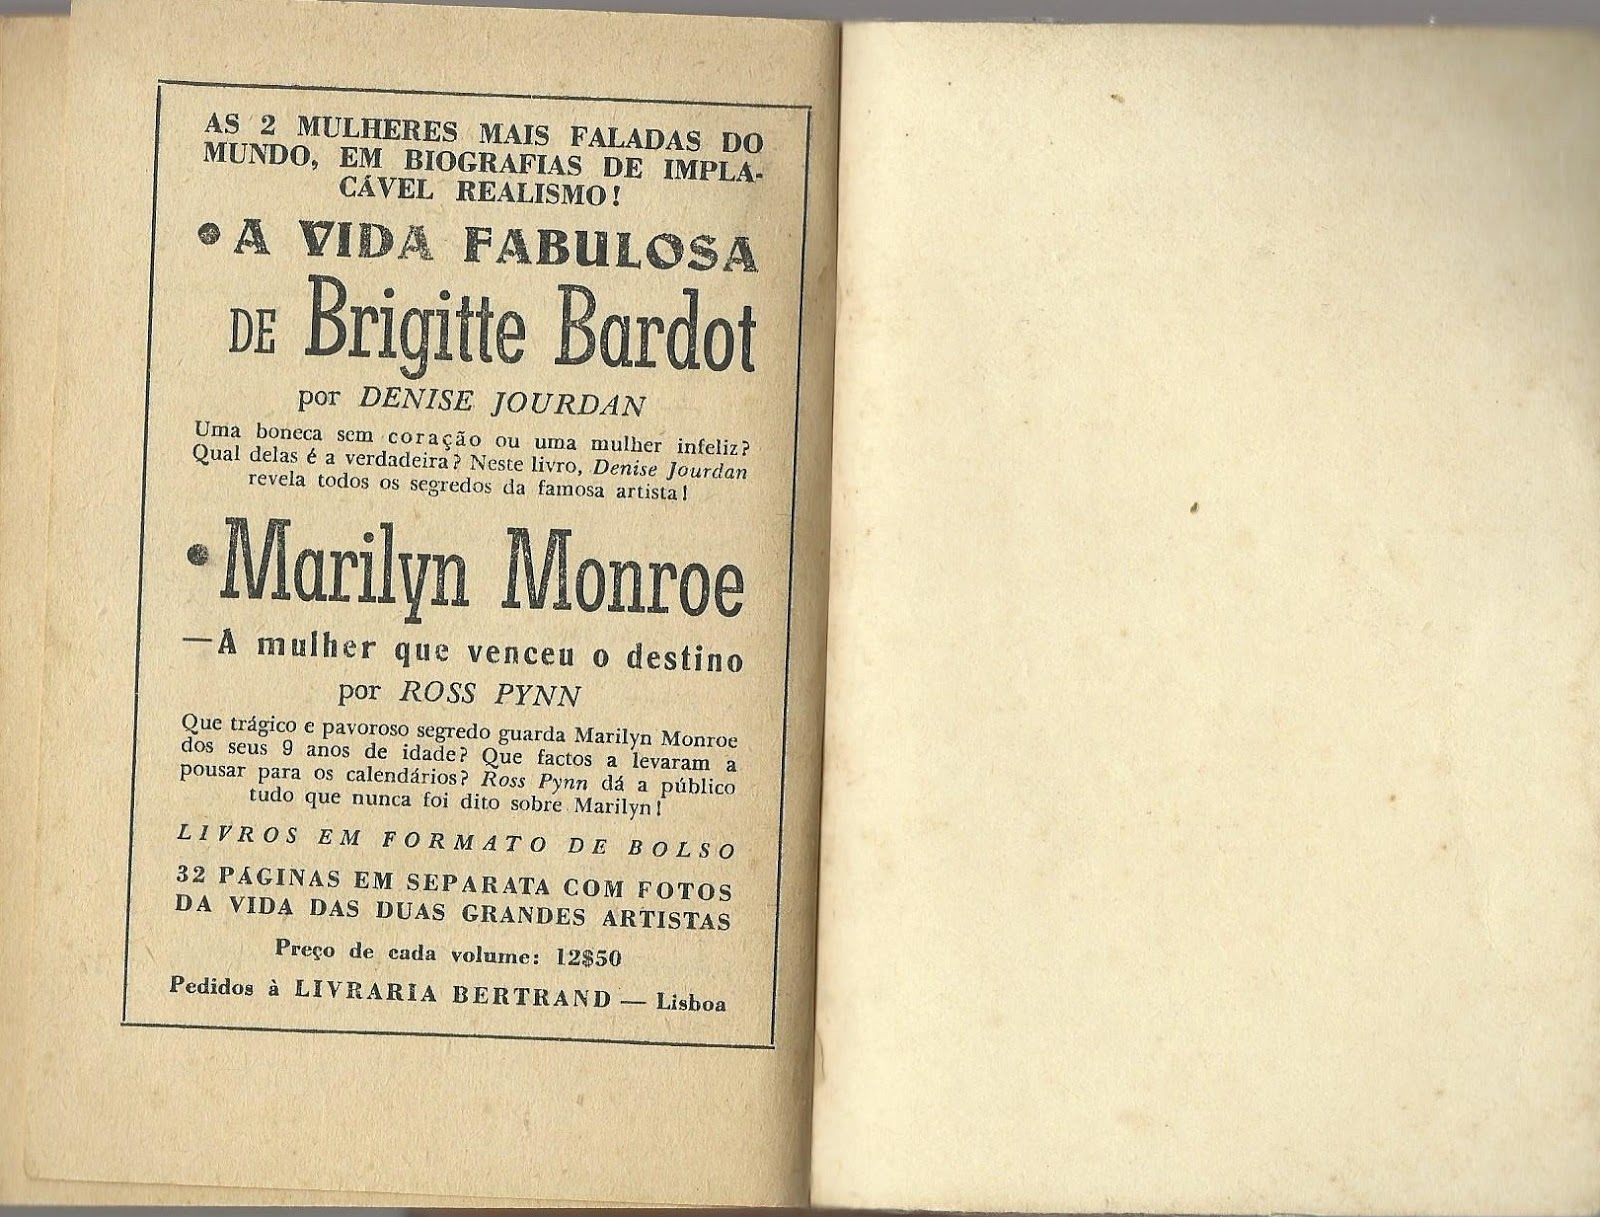 AS 2 MULHERES MAIS FALADAS DO
MUNDO, EM BIOGRAFIAS DE IMPLA-
CÁVEL REALISMO!
• A VIDA FABULOSA
DE Brigitte Bardot
por DENISE JOURDAN
Uma boneca sem coração ou uma mulher infeliz?
Qual delas é a verdadeira? Neste livro, Denise Jourdan
revela todos os segredos da famosa artista!
• Marilyn Monroe
— A mulher que venceu o destino
por ROSS PYNN
Que trágico e pavoroso segredo guarda Marilyn Monroe
dos seus 9 anos de idade? Que factos a levaram a
pousar para os calendários? Ross Pynn dá a público
tudo que nunca foi dito sobre Marilyn!
LIVROS EM FORMATO DE BOLSO
32 PÁGINAS EM SEPARATA COM FOTOS
DA VIDA DAS DUAS GRANDES ARTISTAS
Preço de cada volume: 12$50
Pedidos à LIVRARIA BERTRAND — Lisboa